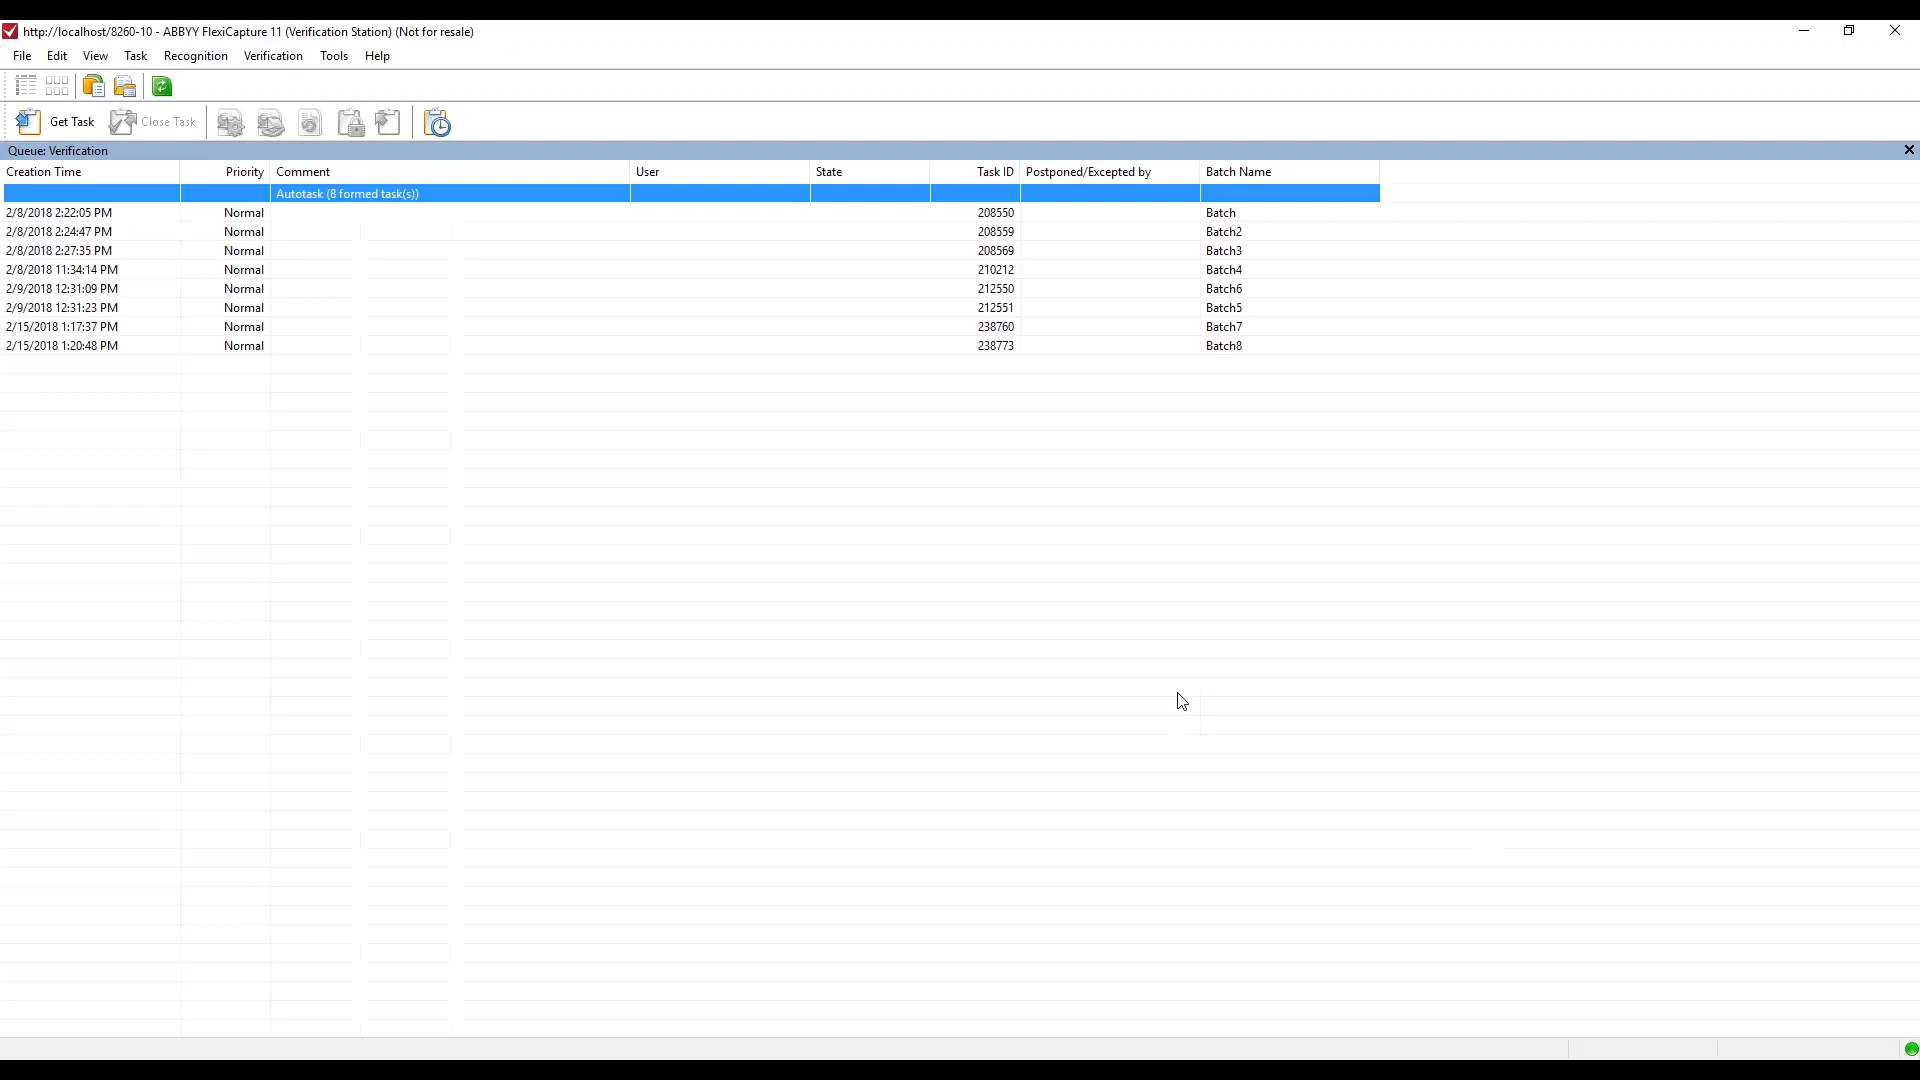 http://localhost/8260-10 - ABBYY FlexiCapture 11 (Verification Station) (Not for resale)
File Edit View Task Recognition Verification Tools Help
Get Task Close Task
Queue: Verification
Creation Time Priority Comment User State Task ID Postponed/Excepted by Batch Name
Autotask (8 formed task(s))
2/8/2018 2:22:05 PM Normal 208550 Batch
2/8/2018 2:24:47 PM Normal 208559 Batch2
2/8/2018 2:27:35 PM Normal 208569 Batch3
2/8/2018 11:34:14 PM Normal 210212 Batch4
2/9/2018 12:31:09 PM Normal 212550 Batch6
2/9/2018 12:31:23 PM Normal 212551 Batch5
2/15/2018 1:17:37 PM Normal 238760 Batch7
2/15/2018 1:20:48 PM Normal 238773 Batch8